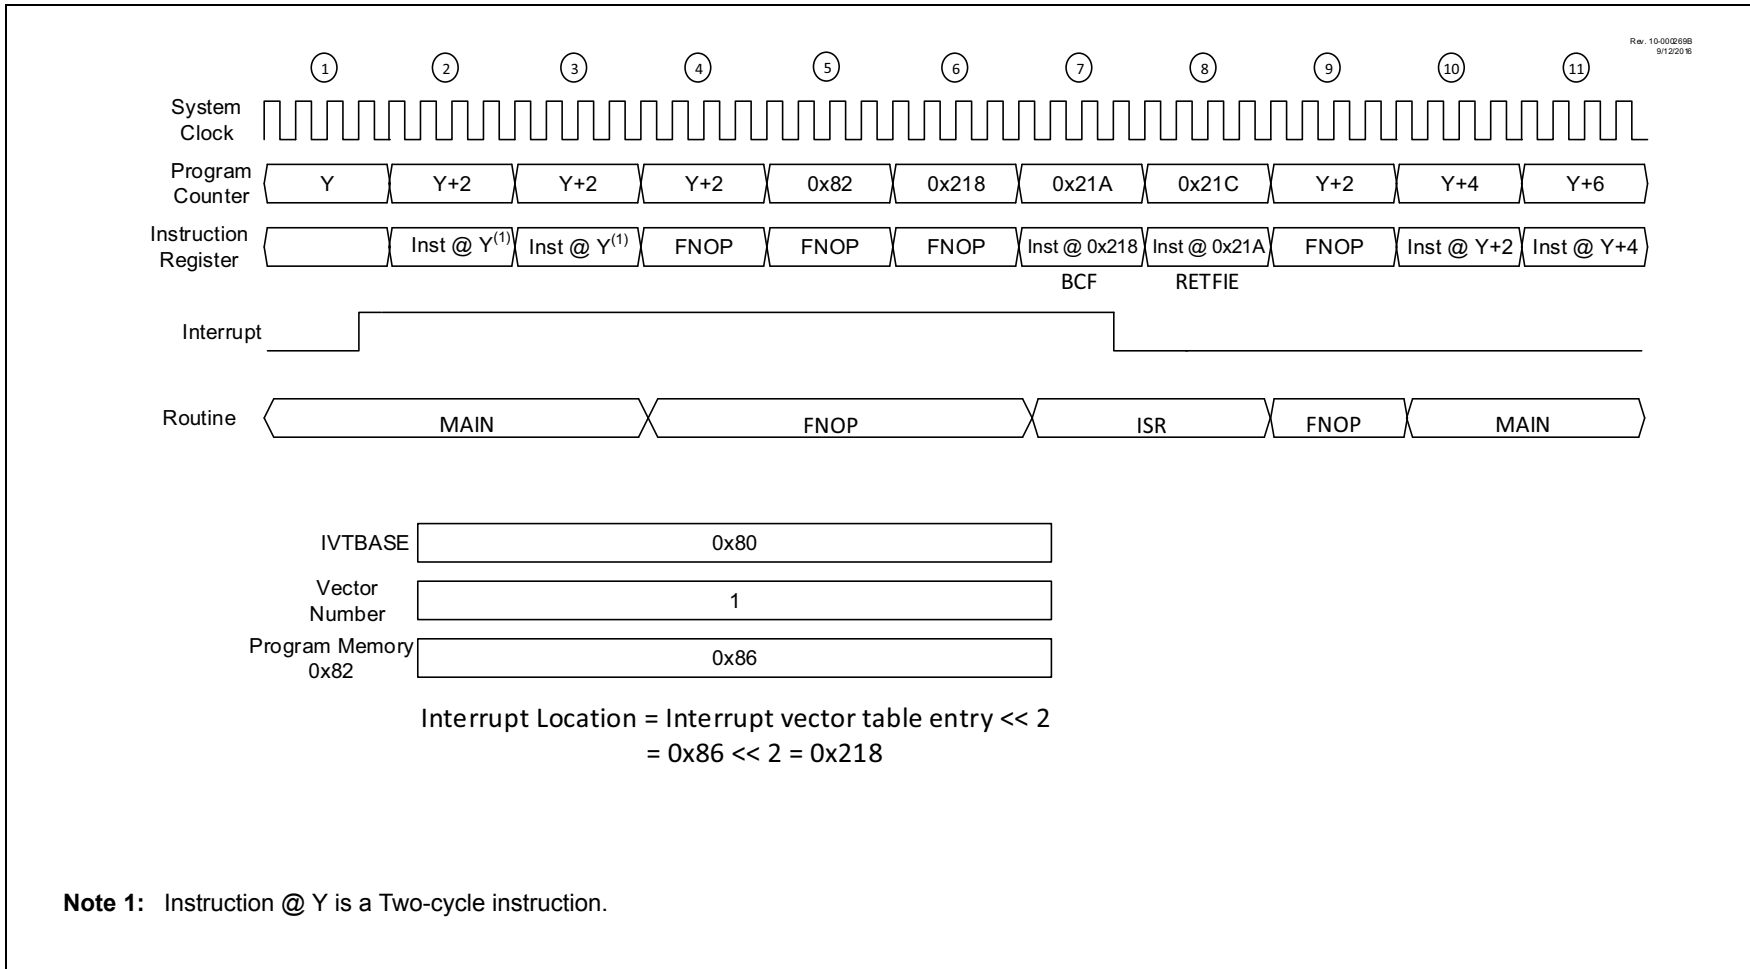 Rev. 10-000269B
9/12/2016
1 2 3 4 5 6 7 8 9 10 11
System
Clock
Program
Counter
Y Y+2 Y+2 Y+2 0x82 0x218 0x21A 0x21C Y+2 Y+4 Y+6
Instruction
Register
Inst @ Y(1) Inst @ Y(1) FNOP FNOP FNOP Inst @ 0x218 Inst @ 0x21A FNOP Inst @ Y+2 Inst @ Y+4
BCF RETFIE
Interrupt
Routine MAIN FNOP ISR FNOP MAIN
IVTBASE 0x80
Vector
Number
1
Program Memory
0x82
0x86
Interrupt Location = Interrupt vector table entry << 2
= 0x86 << 2 = 0x218
Note 1: Instruction @ Y is a Two-cycle instruction.